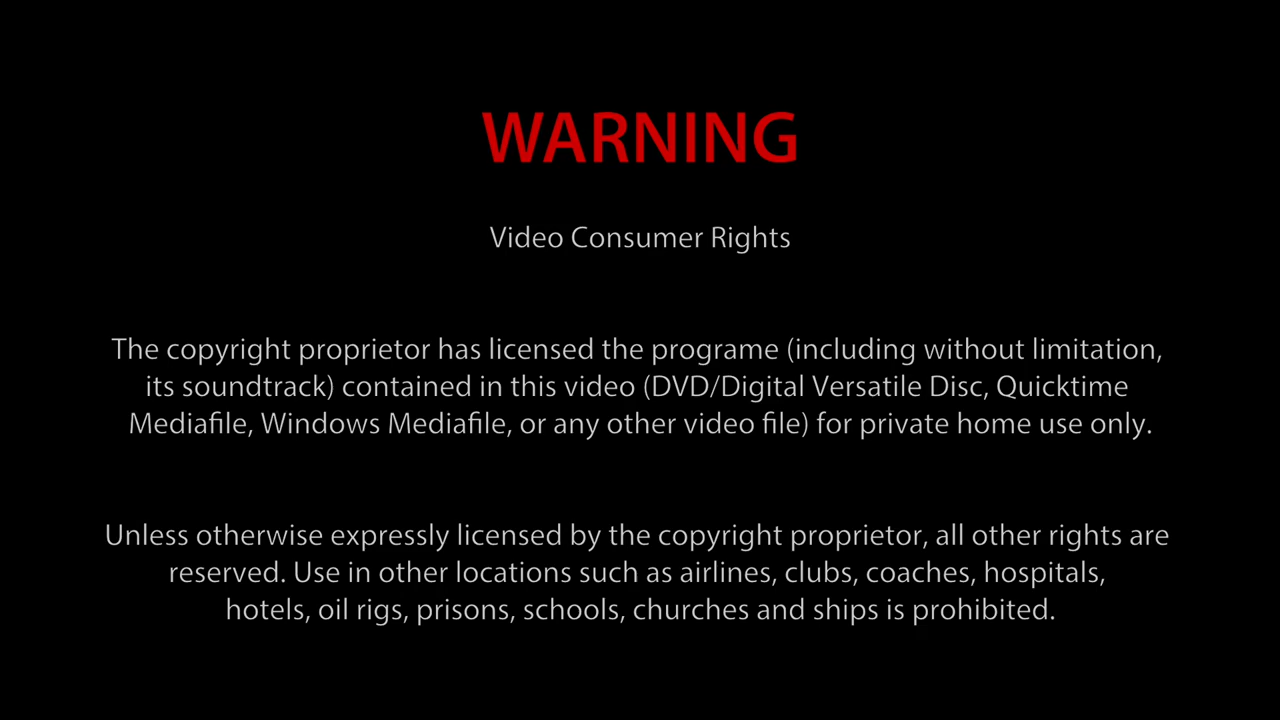 WARNING
Video Consumer Rights
The copyright proprietor has licensed the programe (including without limitation,
its soundtrack) contained in this video (DVD/Digital Versatile Disc, Quicktime
Mediafile, Windows Mediafile, or any other video file) for private home use only.
Unless otherwise expressly licensed by the copyright proprietor, all other rights are
reserved. Use in other locations such as airlines, clubs, coaches, hospitals,
hotels, oil rigs, prisons, schools, churches and ships is prohibited.